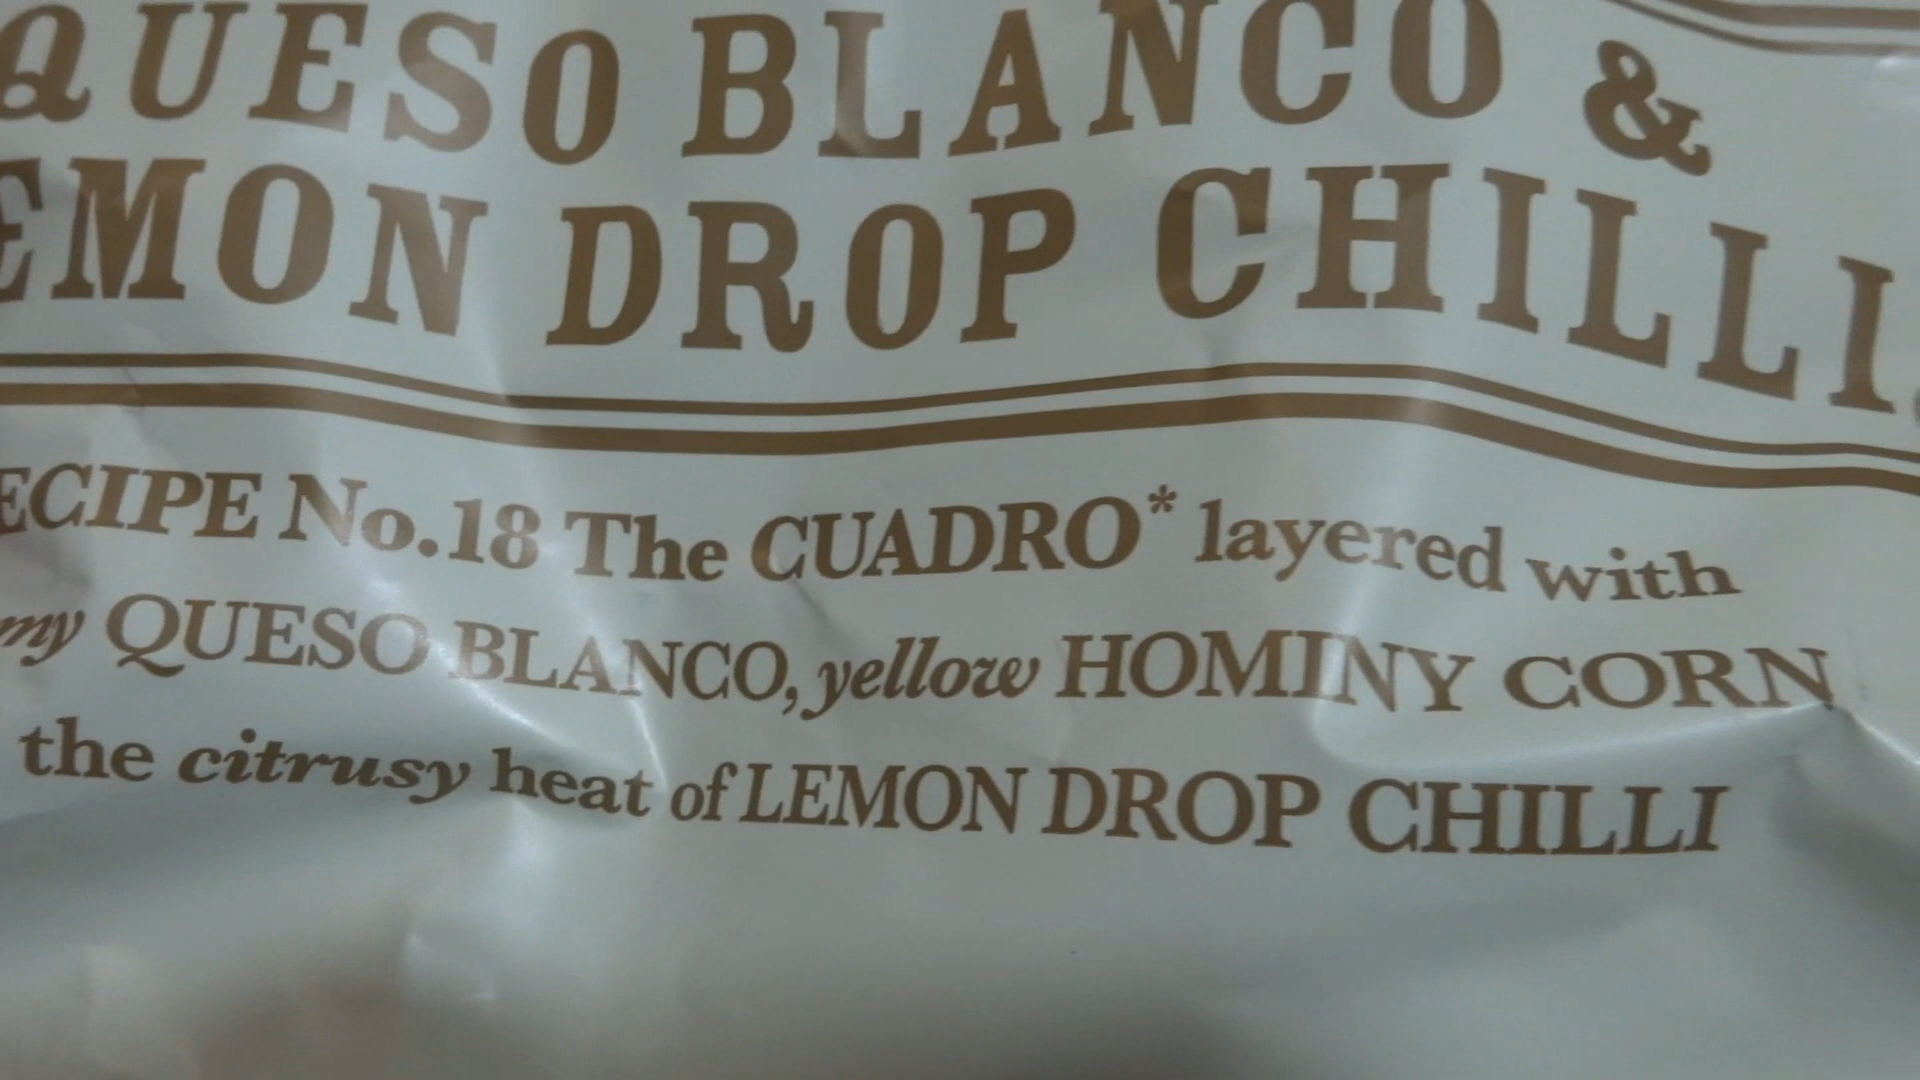 QUESO BLANCO &
EMON DROP CHILLI
ECIPE No.18 The CUADRO* layered with
my QUESO BLANCO, yellow HOMINY CORN
the citrusy heat of LEMON DROP CHILLI